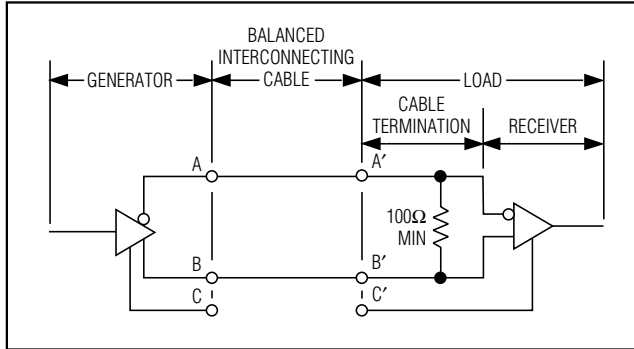 BALANCED
INTERCONNECTING
CABLE
GENERATOR
LOAD
CABLE
TERMINATION
RECEIVER
A
A′
100Ω
MIN
B
B′
C
C′